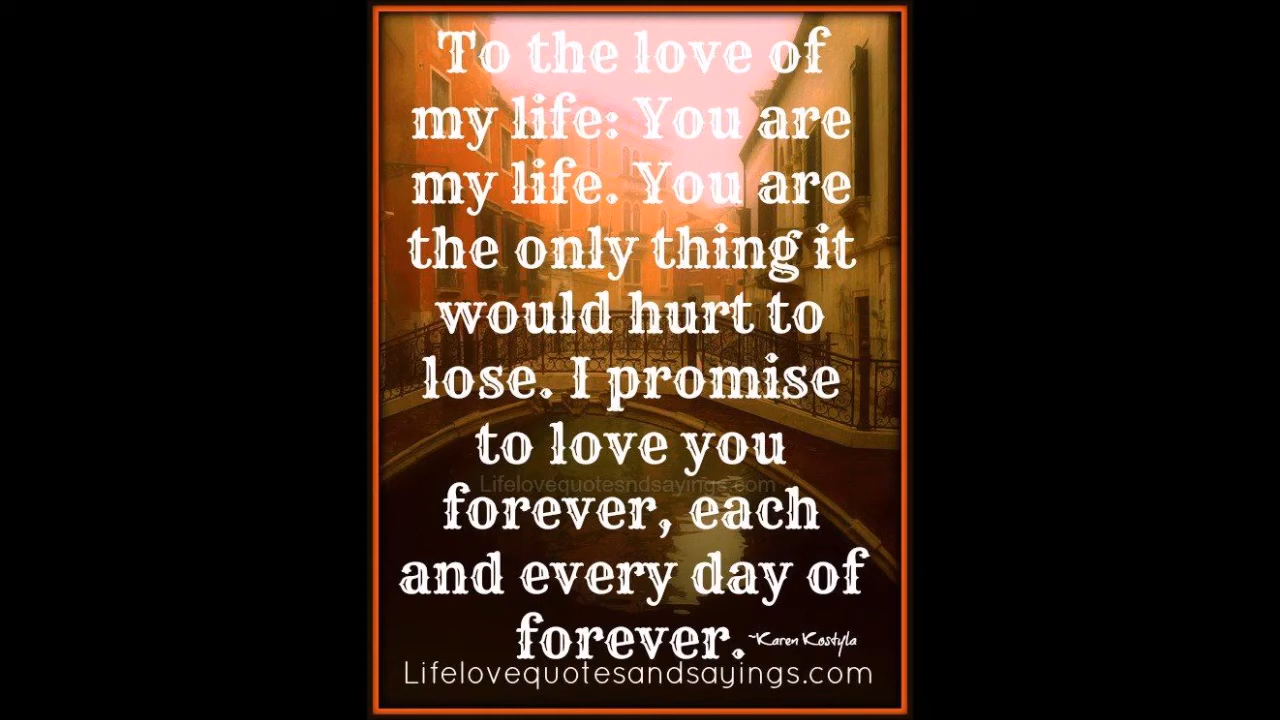 To the love of
my life: You are
my life. You are
the only thing it
would hurt to
lose. I promise
to love you
Lifelovequotesndsayings.com
forever, each
and every day of
forever.~Karen Kostyla
Lifelovequotesandsayings.com